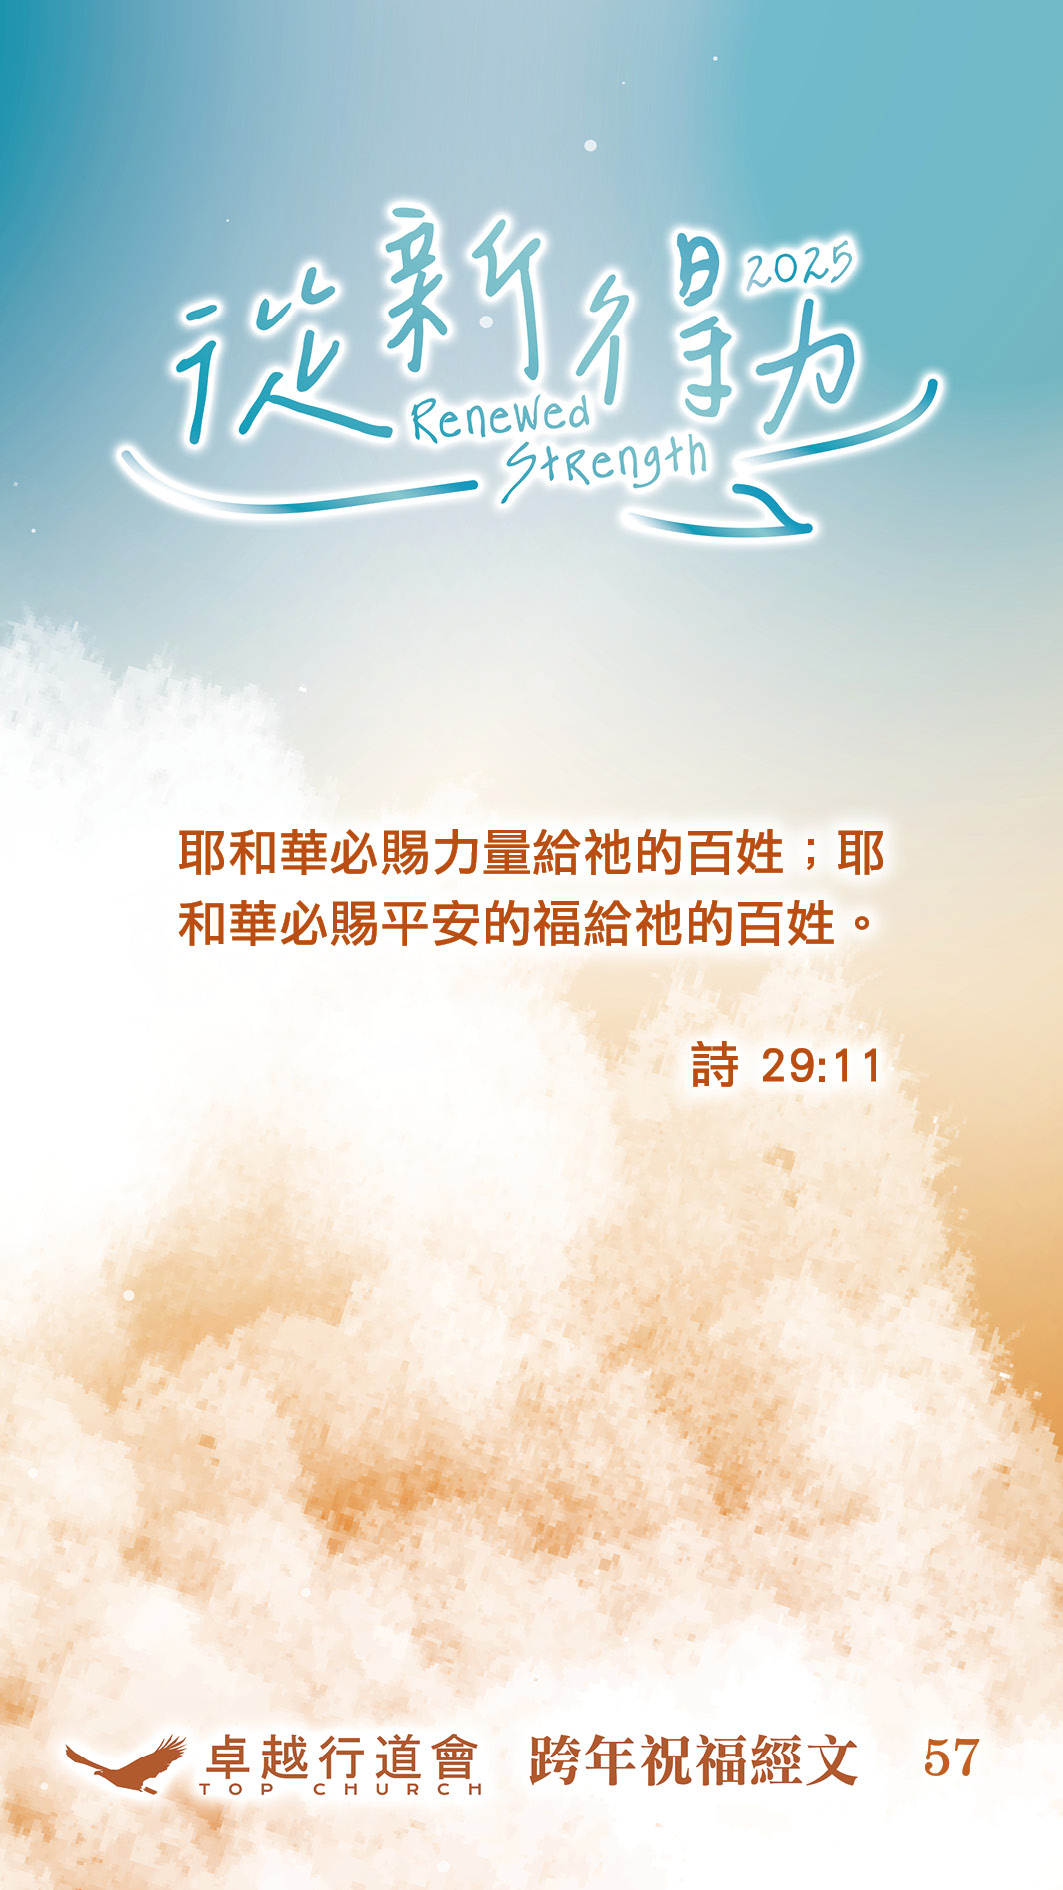 從新得力 2025
Renewed
Strength
耶和華必賜力量給祂的百姓；耶
和華必賜平安的福給祂的百姓。
詩 29:11
卓越行道會 跨年祝福經文 57
TOP CHURCH